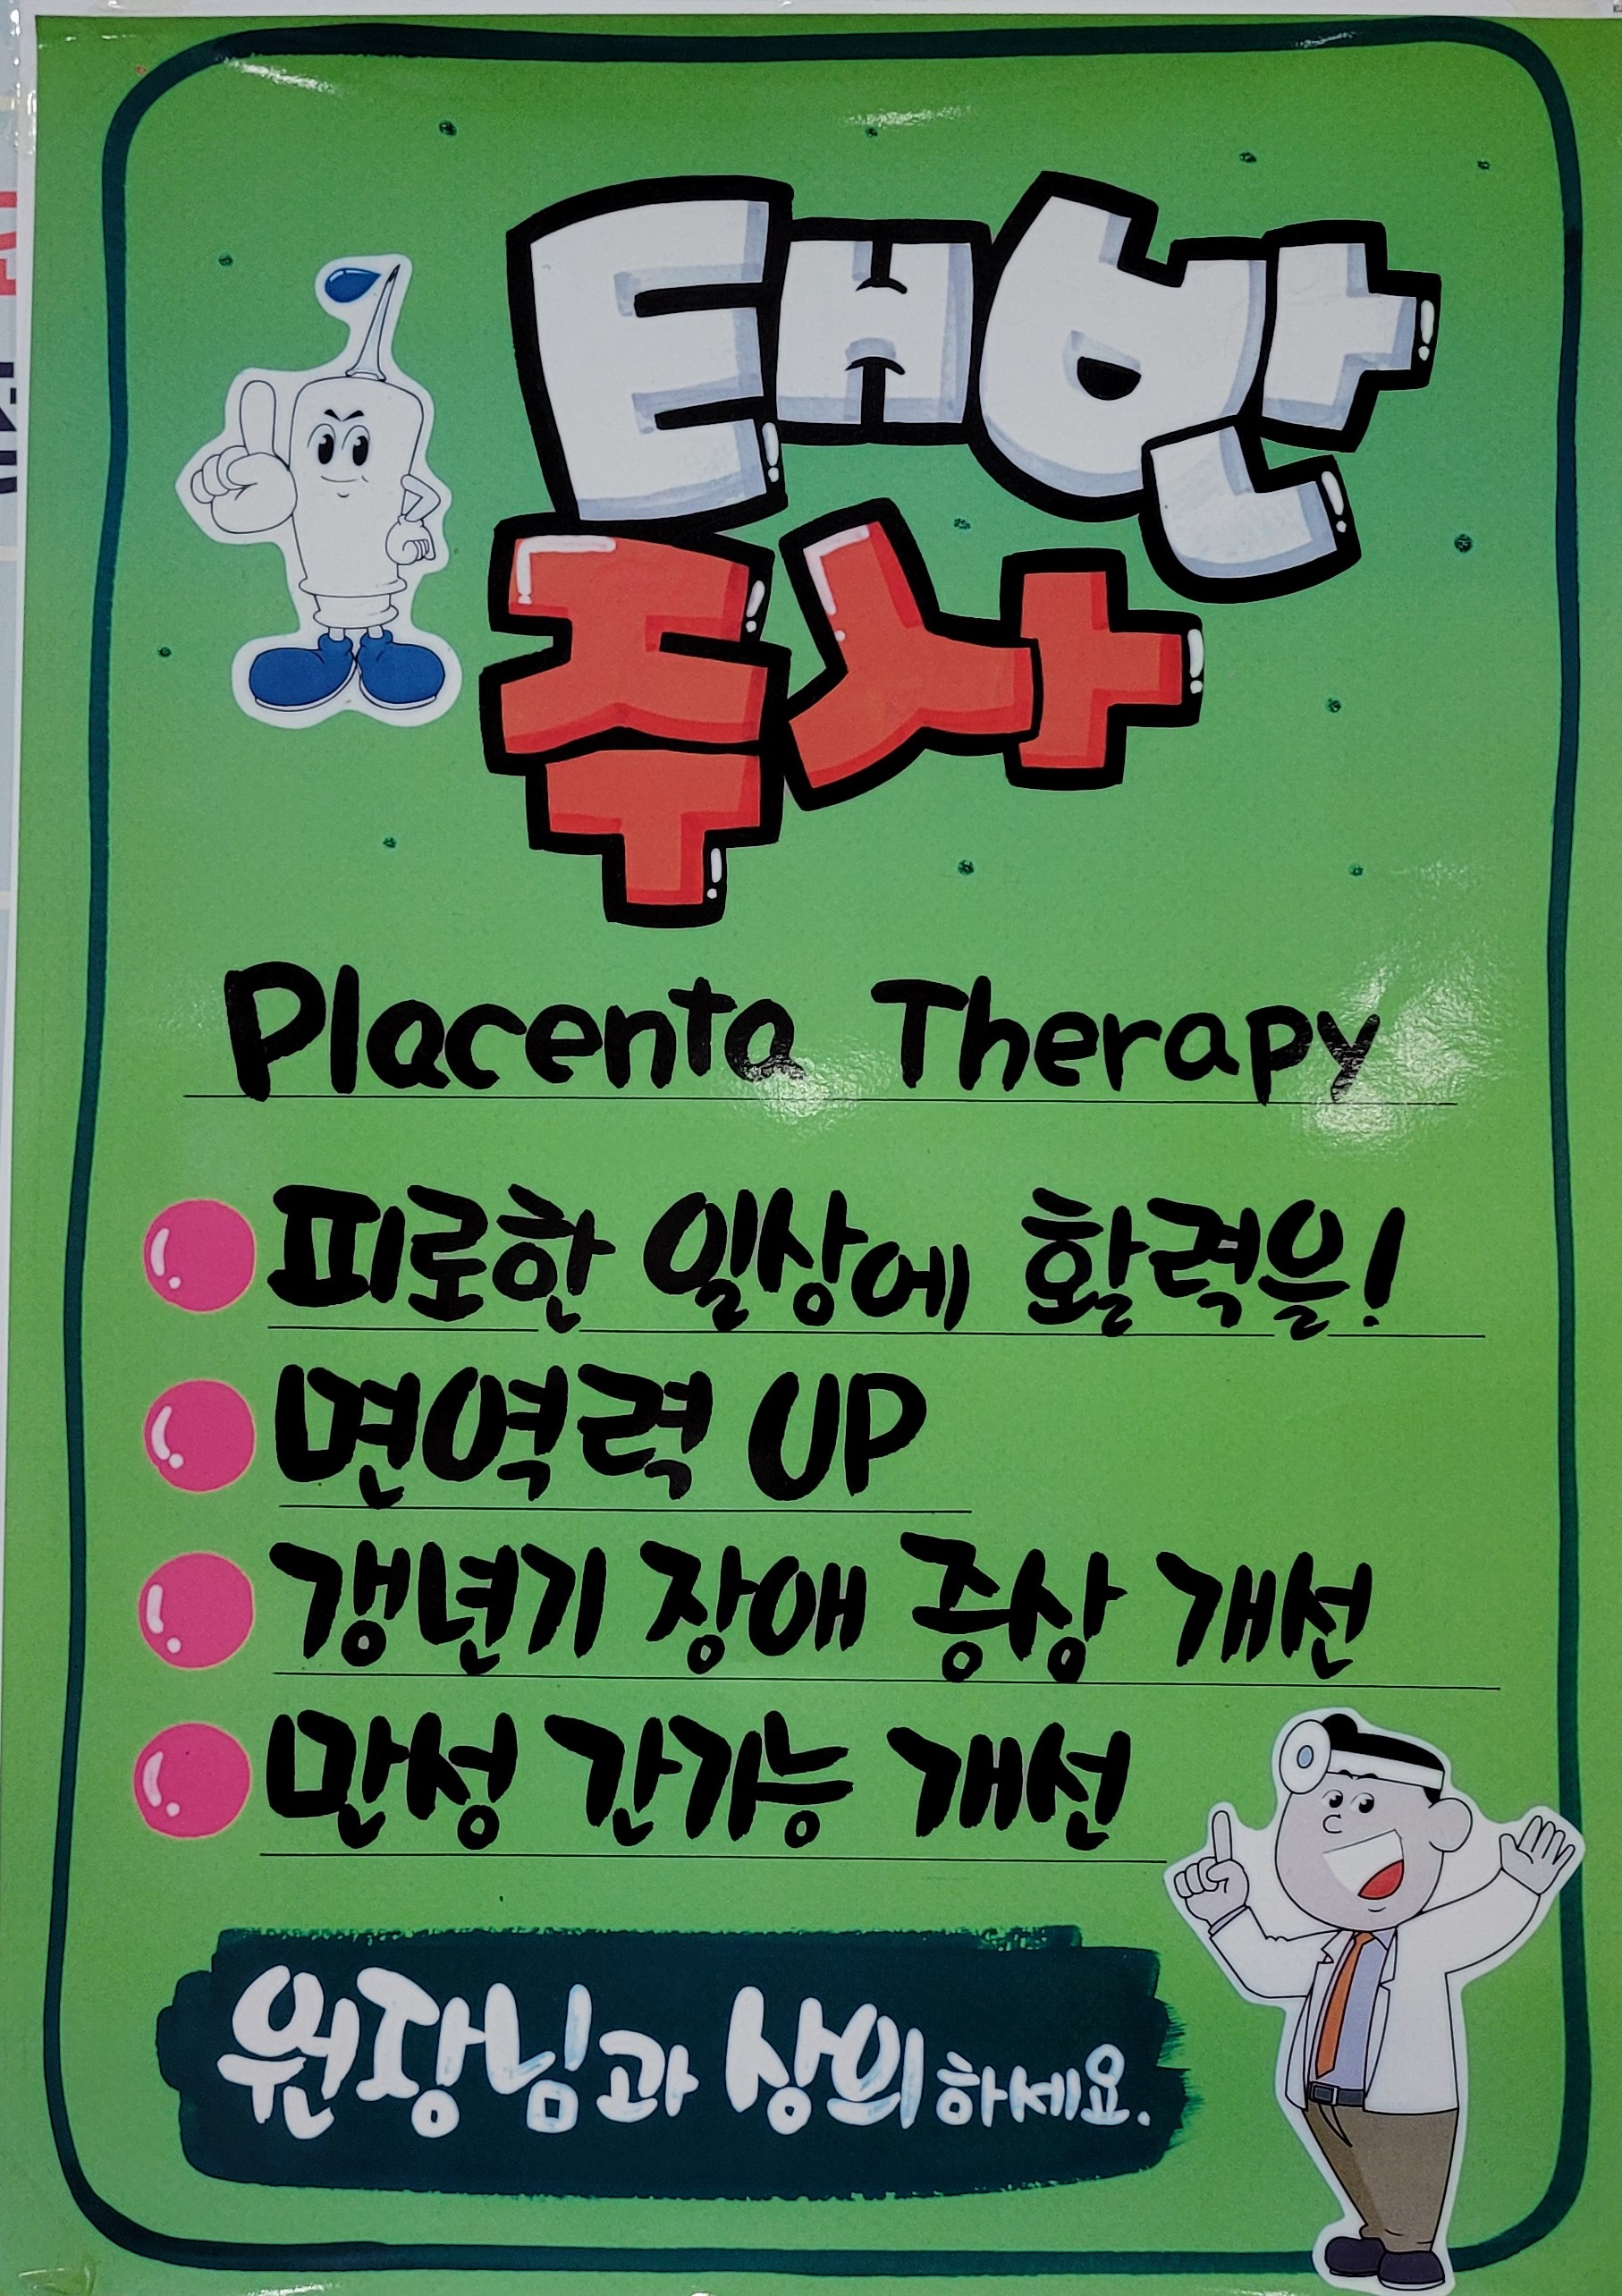 태반
주사
Placenta Therapy
피로한 일상에 활력을!
면역력 UP
갱년기 장애 증상 개선
만성 간기능 개선
원장님과 상의하세요.